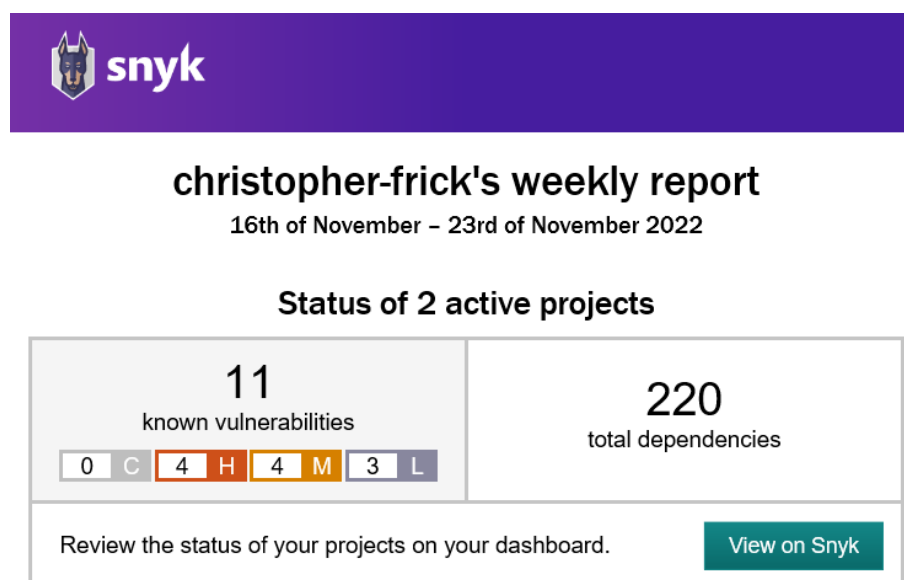 snyk
christopher-frick's weekly report
16th of November – 23rd of November 2022
Status of 2 active projects
11
known vulnerabilities
0 C 4 H 4 M 3 L
220
total dependencies
Review the status of your projects on your dashboard.
View on Snyk